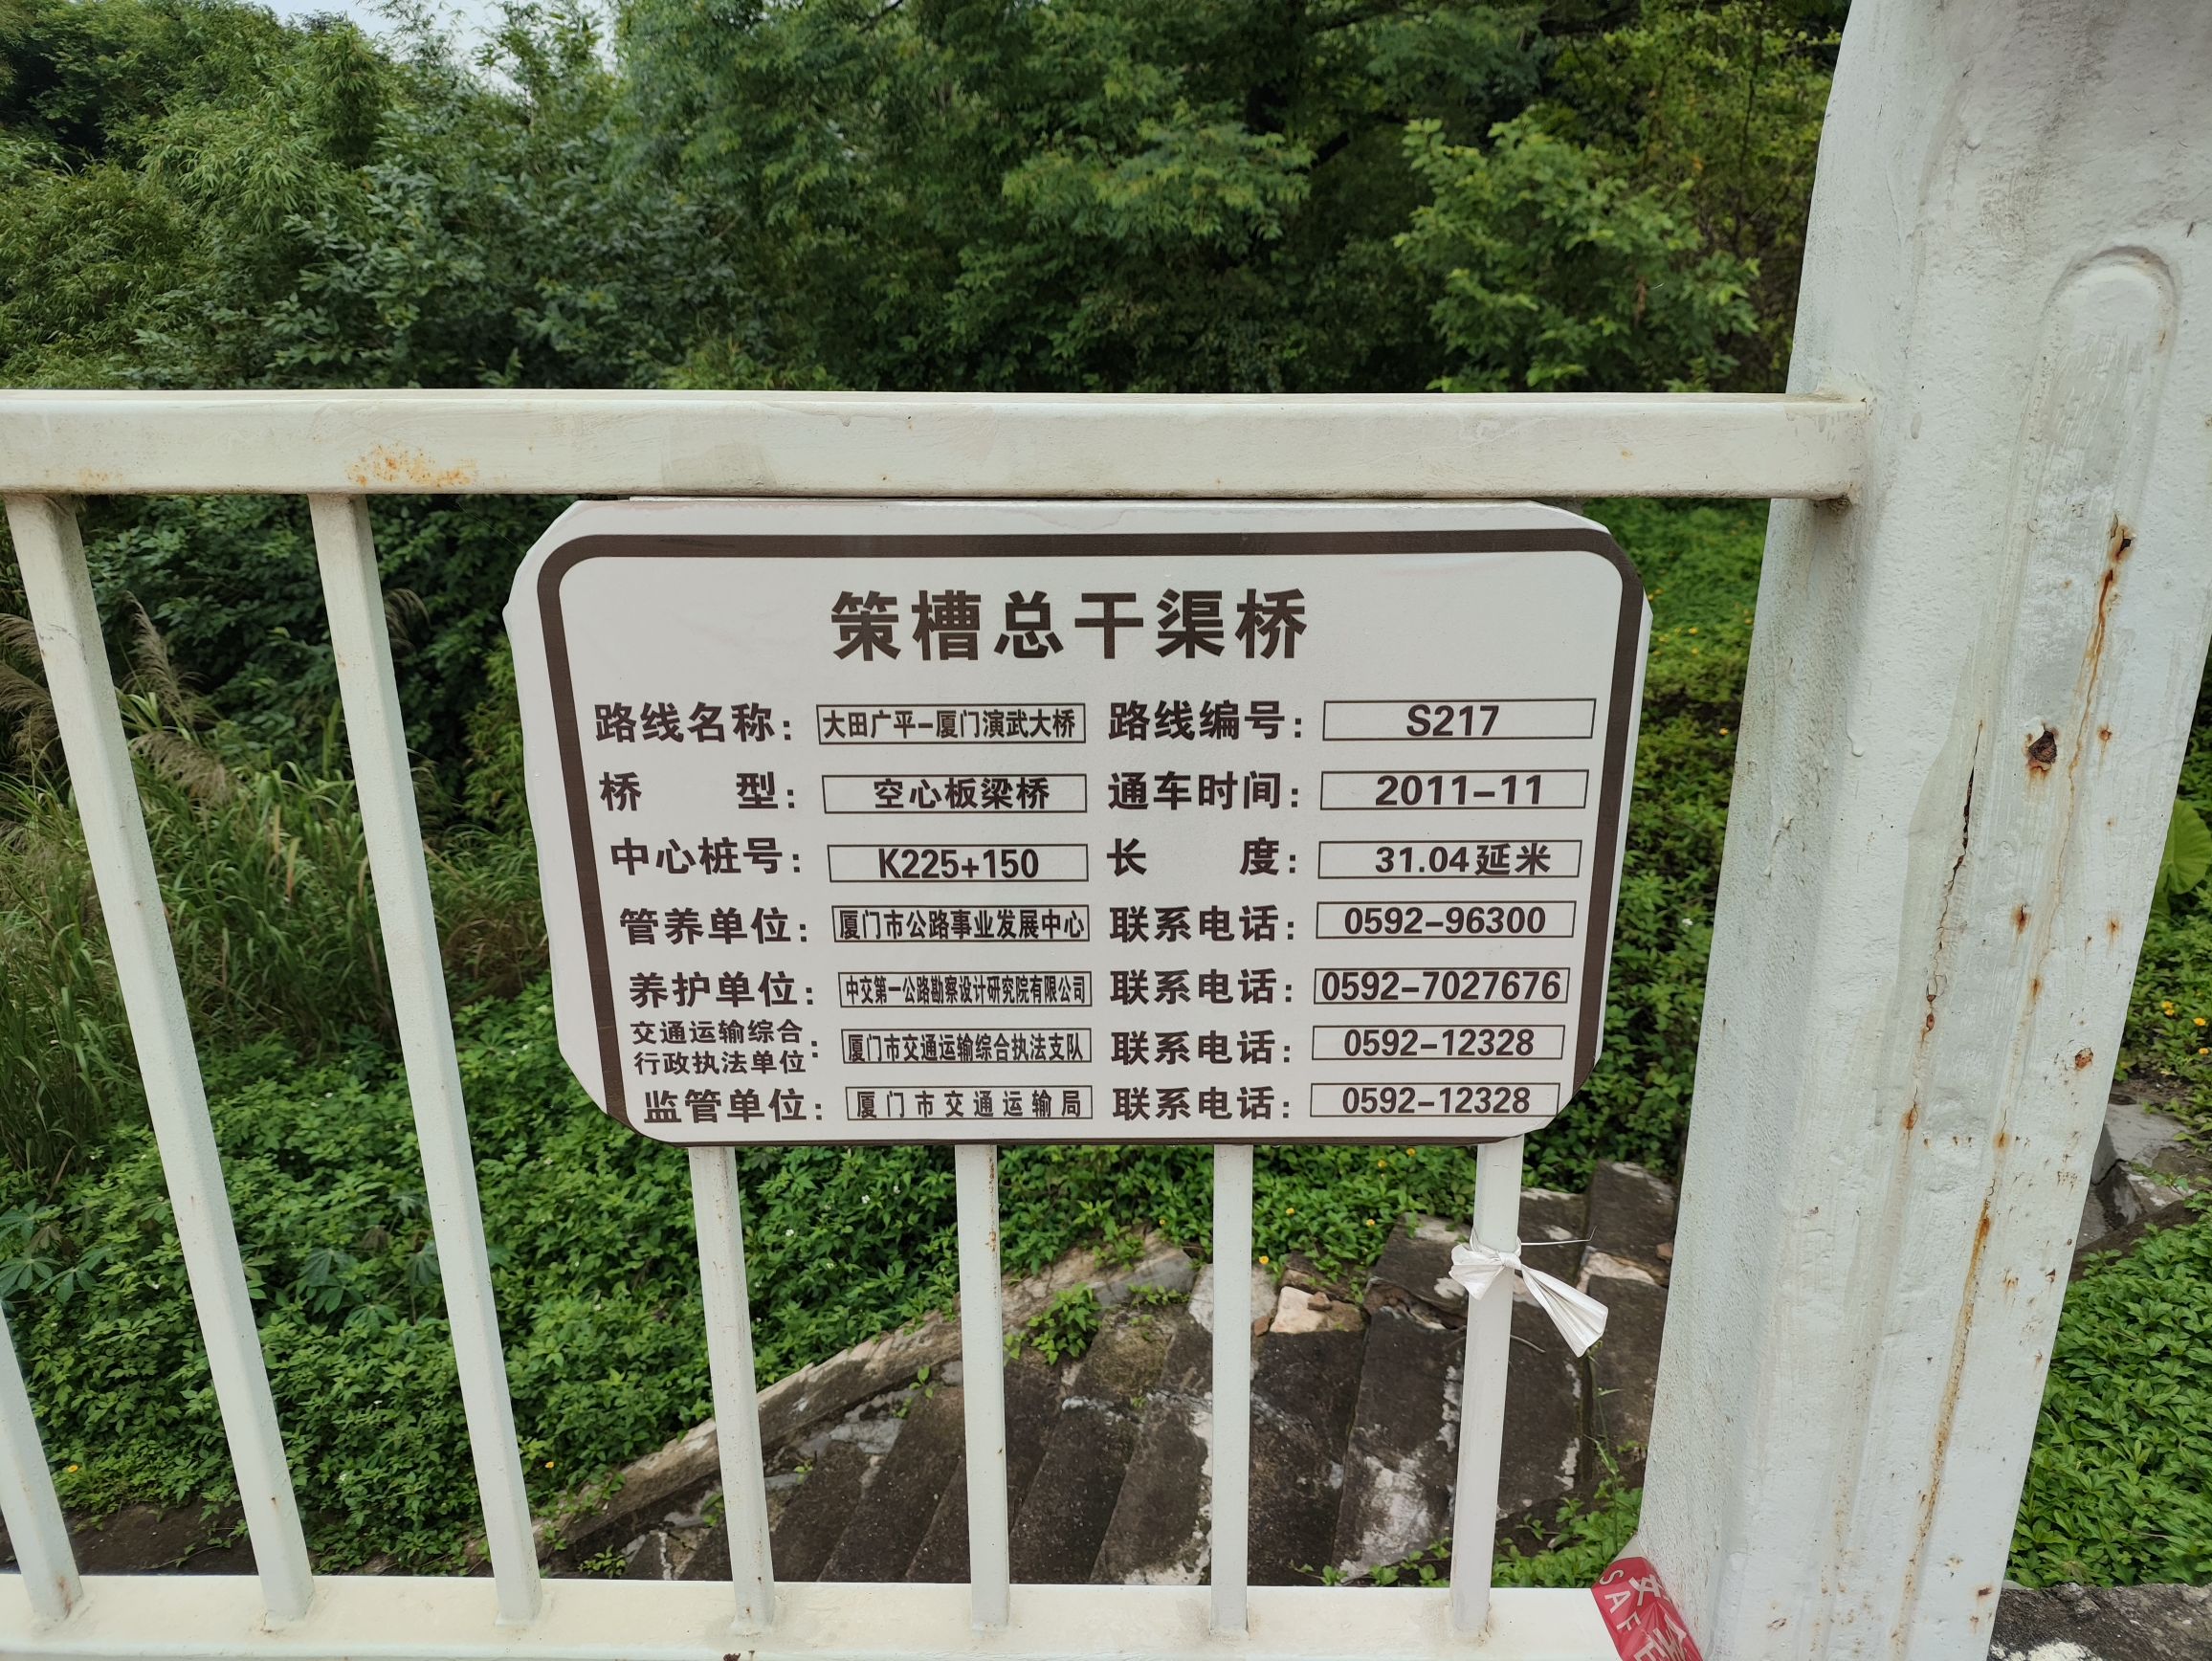 策槽总干渠桥
路线名称: 大田广平-厦门演武大桥 路线编号: S217
桥 型: 空心板梁桥 通车时间: 2011-11
中心桩号: K225+150 长 度: 31.04延米
管养单位: 厦门市公路事业发展中心 联系电话: 0592-96300
养护单位: 中交第一公路勘察设计研究院有限公司 联系电话: 0592-7027676
交通运输综合
行政执法单位: 厦门市交通运输综合执法支队 联系电话: 0592-12328
监管单位: 厦门市交通运输局 联系电话: 0592-12328
安全
SAFE